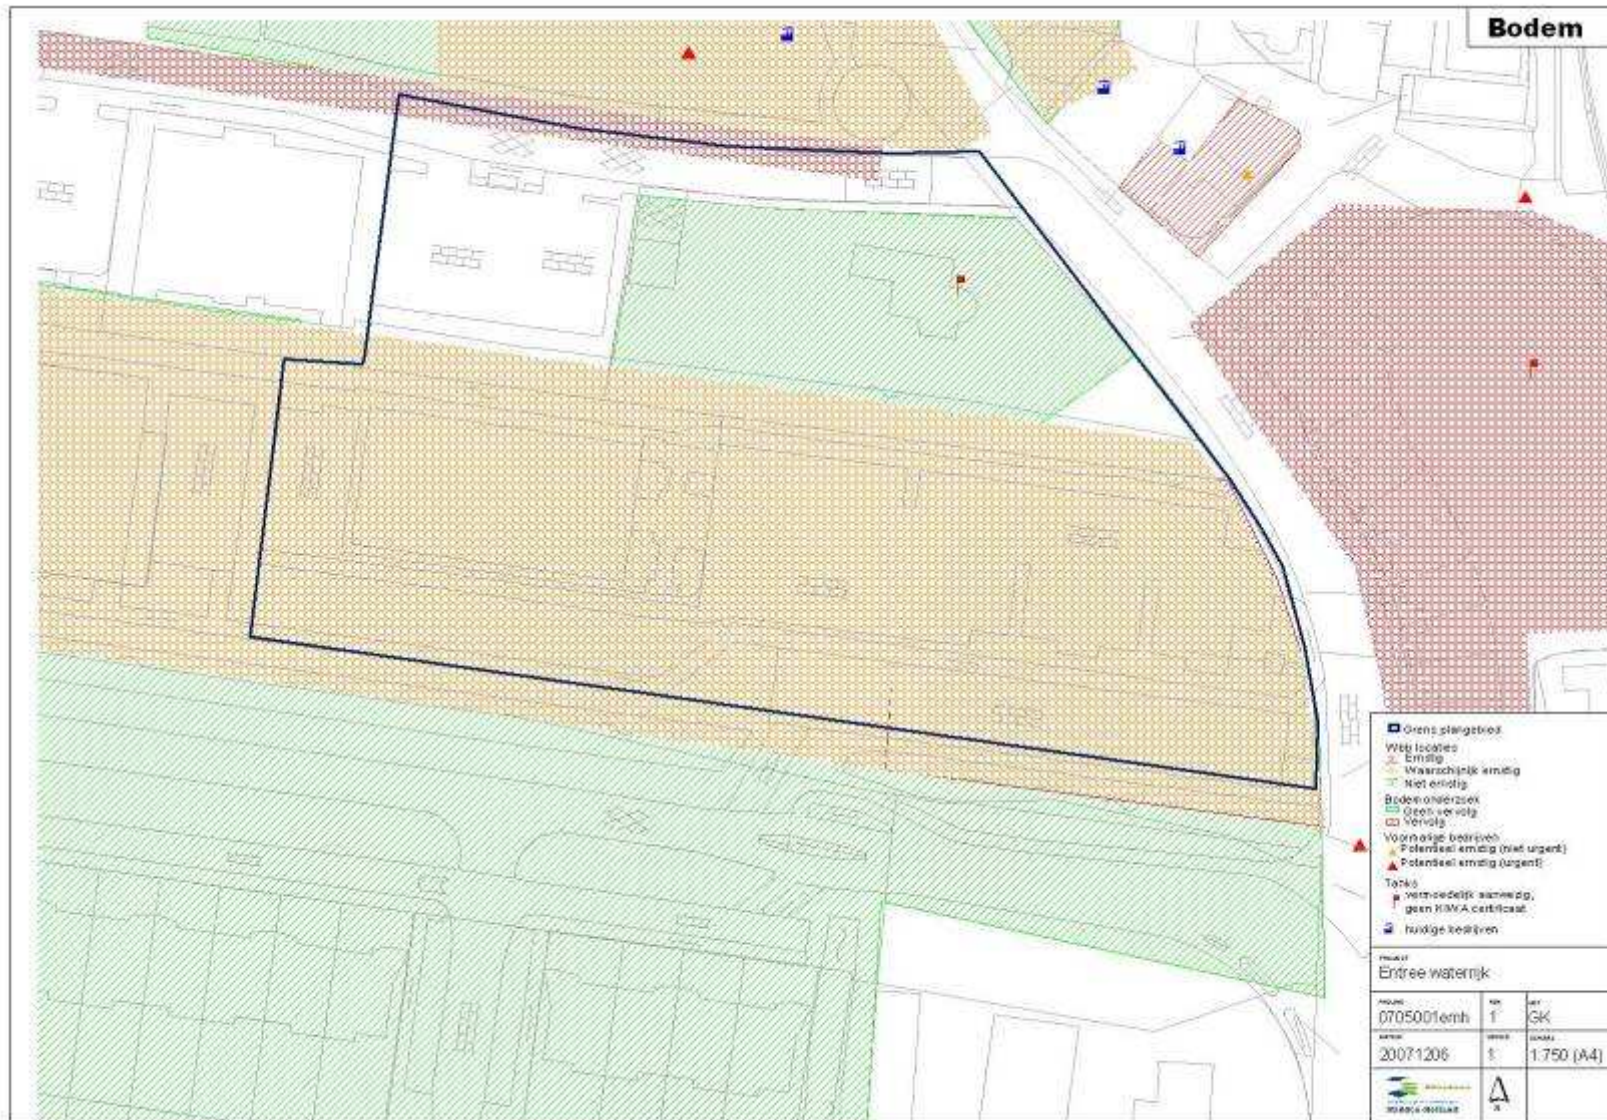 Bodem
Grens plangebied
Wbb locaties
Ernstig
Waarschijnlijk ernstig
Niet ernstig
Bodemonderzoek
Geen vervolg
Vervolg
Voormalige bedrijven
Potentieel ernstig (niet urgent)
Potentieel ernstig (urgent)
Tanks
vermoedelijk aanwezig,
geen KIWA certificaat
huidige bedrijven
Entree waterrijk
0705001emh 1 GK
20071206 1 1:750 (A4)